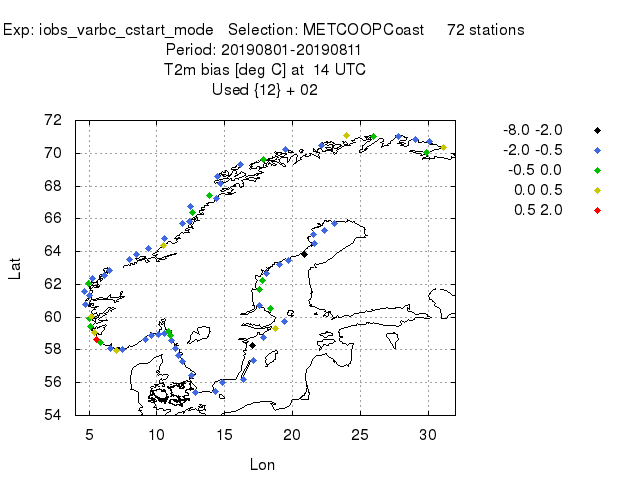 Exp: iobs_varbc_cstart_mode Selection: METCOOPCoast 72 stations
Period: 20190801-20190811
T2m bias [deg C] at 14 UTC
Used {12} + 02
72
70
68
66
64
62
60
58
56
54
Lat
5 10 15 20 25 30
Lon
-8.0 -2.0
-2.0 -0.5
-0.5 0.0
0.0 0.5
0.5 2.0